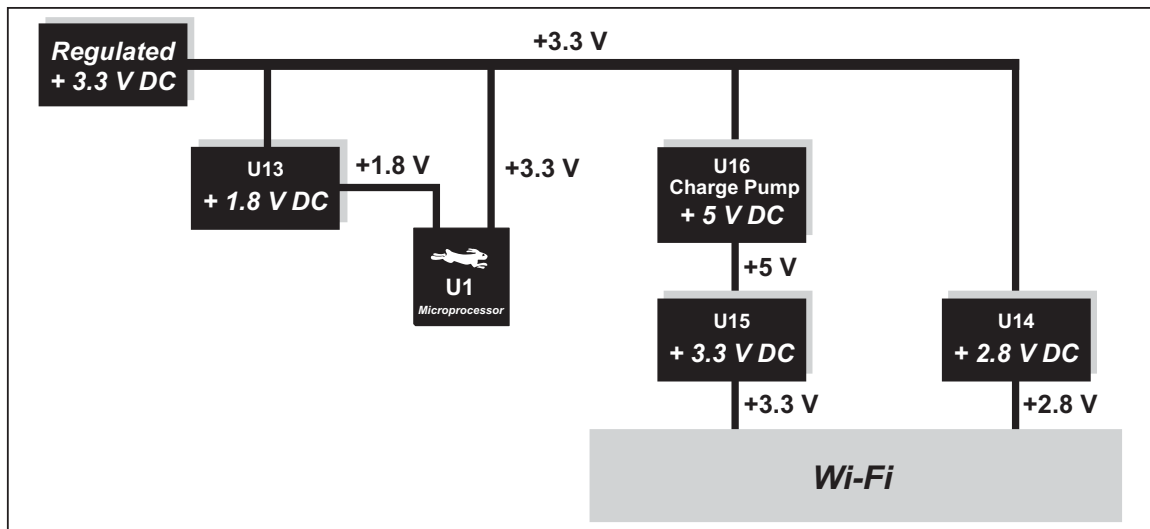 Regulated
+ 3.3 V DC
+3.3 V
U13
+ 1.8 V DC
+1.8 V
+3.3 V
U1
Microprocessor
U16
Charge Pump
+ 5 V DC
+5 V
U15
+ 3.3 V DC
+3.3 V
U14
+ 2.8 V DC
+2.8 V
Wi-Fi